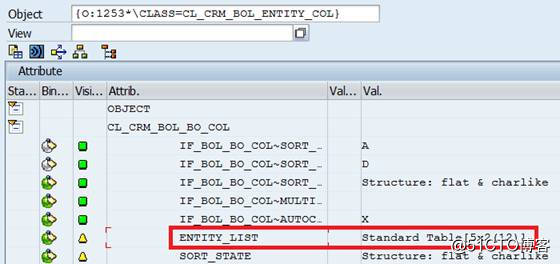 Object {O:1253*\CLASS=CL_CRM_BOL_ENTITY_COL}
View
Attribute
Sta... Bin... Visi... Attrib. Val... Val.
OBJECT
CL_CRM_BOL_BO_COL
IF_BOL_BO_COL~SORT_... A
IF_BOL_BO_COL~SORT_... D
IF_BOL_BO_COL~SORT_... Structure: flat & charlike
IF_BOL_BO_COL~MULTI...
IF_BOL_BO_COL~AUTOC... X
ENTITY_LIST Standard Table[5x2(12)]
SORT_STATE Structure: flat & charlike
@51CTO博客